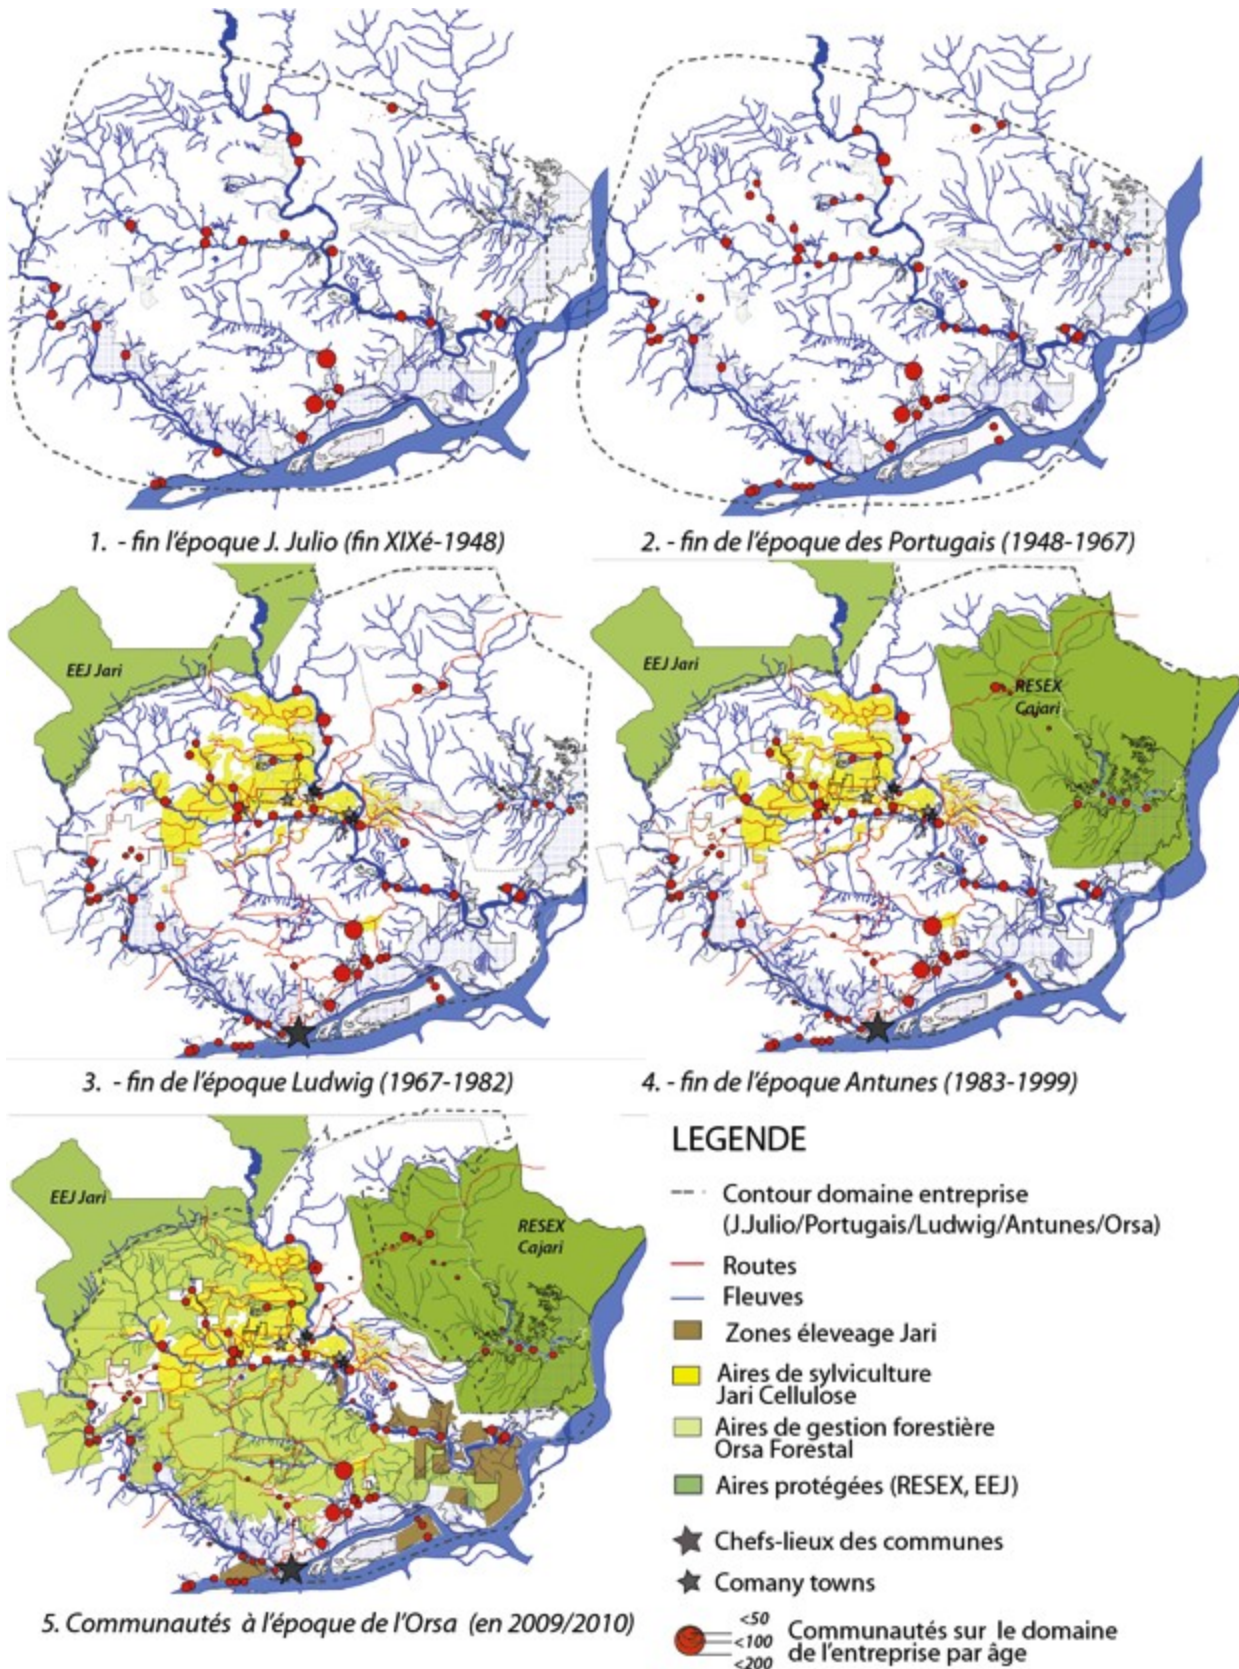 1. - fin l'époque J. Julio (fin XIXé-1948)
2. - fin de l'époque des Portugais (1948-1967)
EEJ Jari
EEJ Jari
RESEX
Cajari
3. - fin de l'époque Ludwig (1967-1982)
4. - fin de l'époque Antunes (1983-1999)
EEJ Jari
RESEX
Cajari
5. Communautés à l'époque de l'Orsa (en 2009/2010)
LEGENDE
Contour domaine entreprise
(J.Julio/Portugais/Ludwig/Antunes/Orsa)
Routes
Fleuves
Zones éleveage Jari
Aires de sylviculture
Jari Cellulose
Aires de gestion forestière
Orsa Forestal
Aires protégées (RESEX, EEJ)
Chefs-lieux des communes
Comany towns
<50
<100
<200
Communautés sur le domaine
de l'entreprise par âge